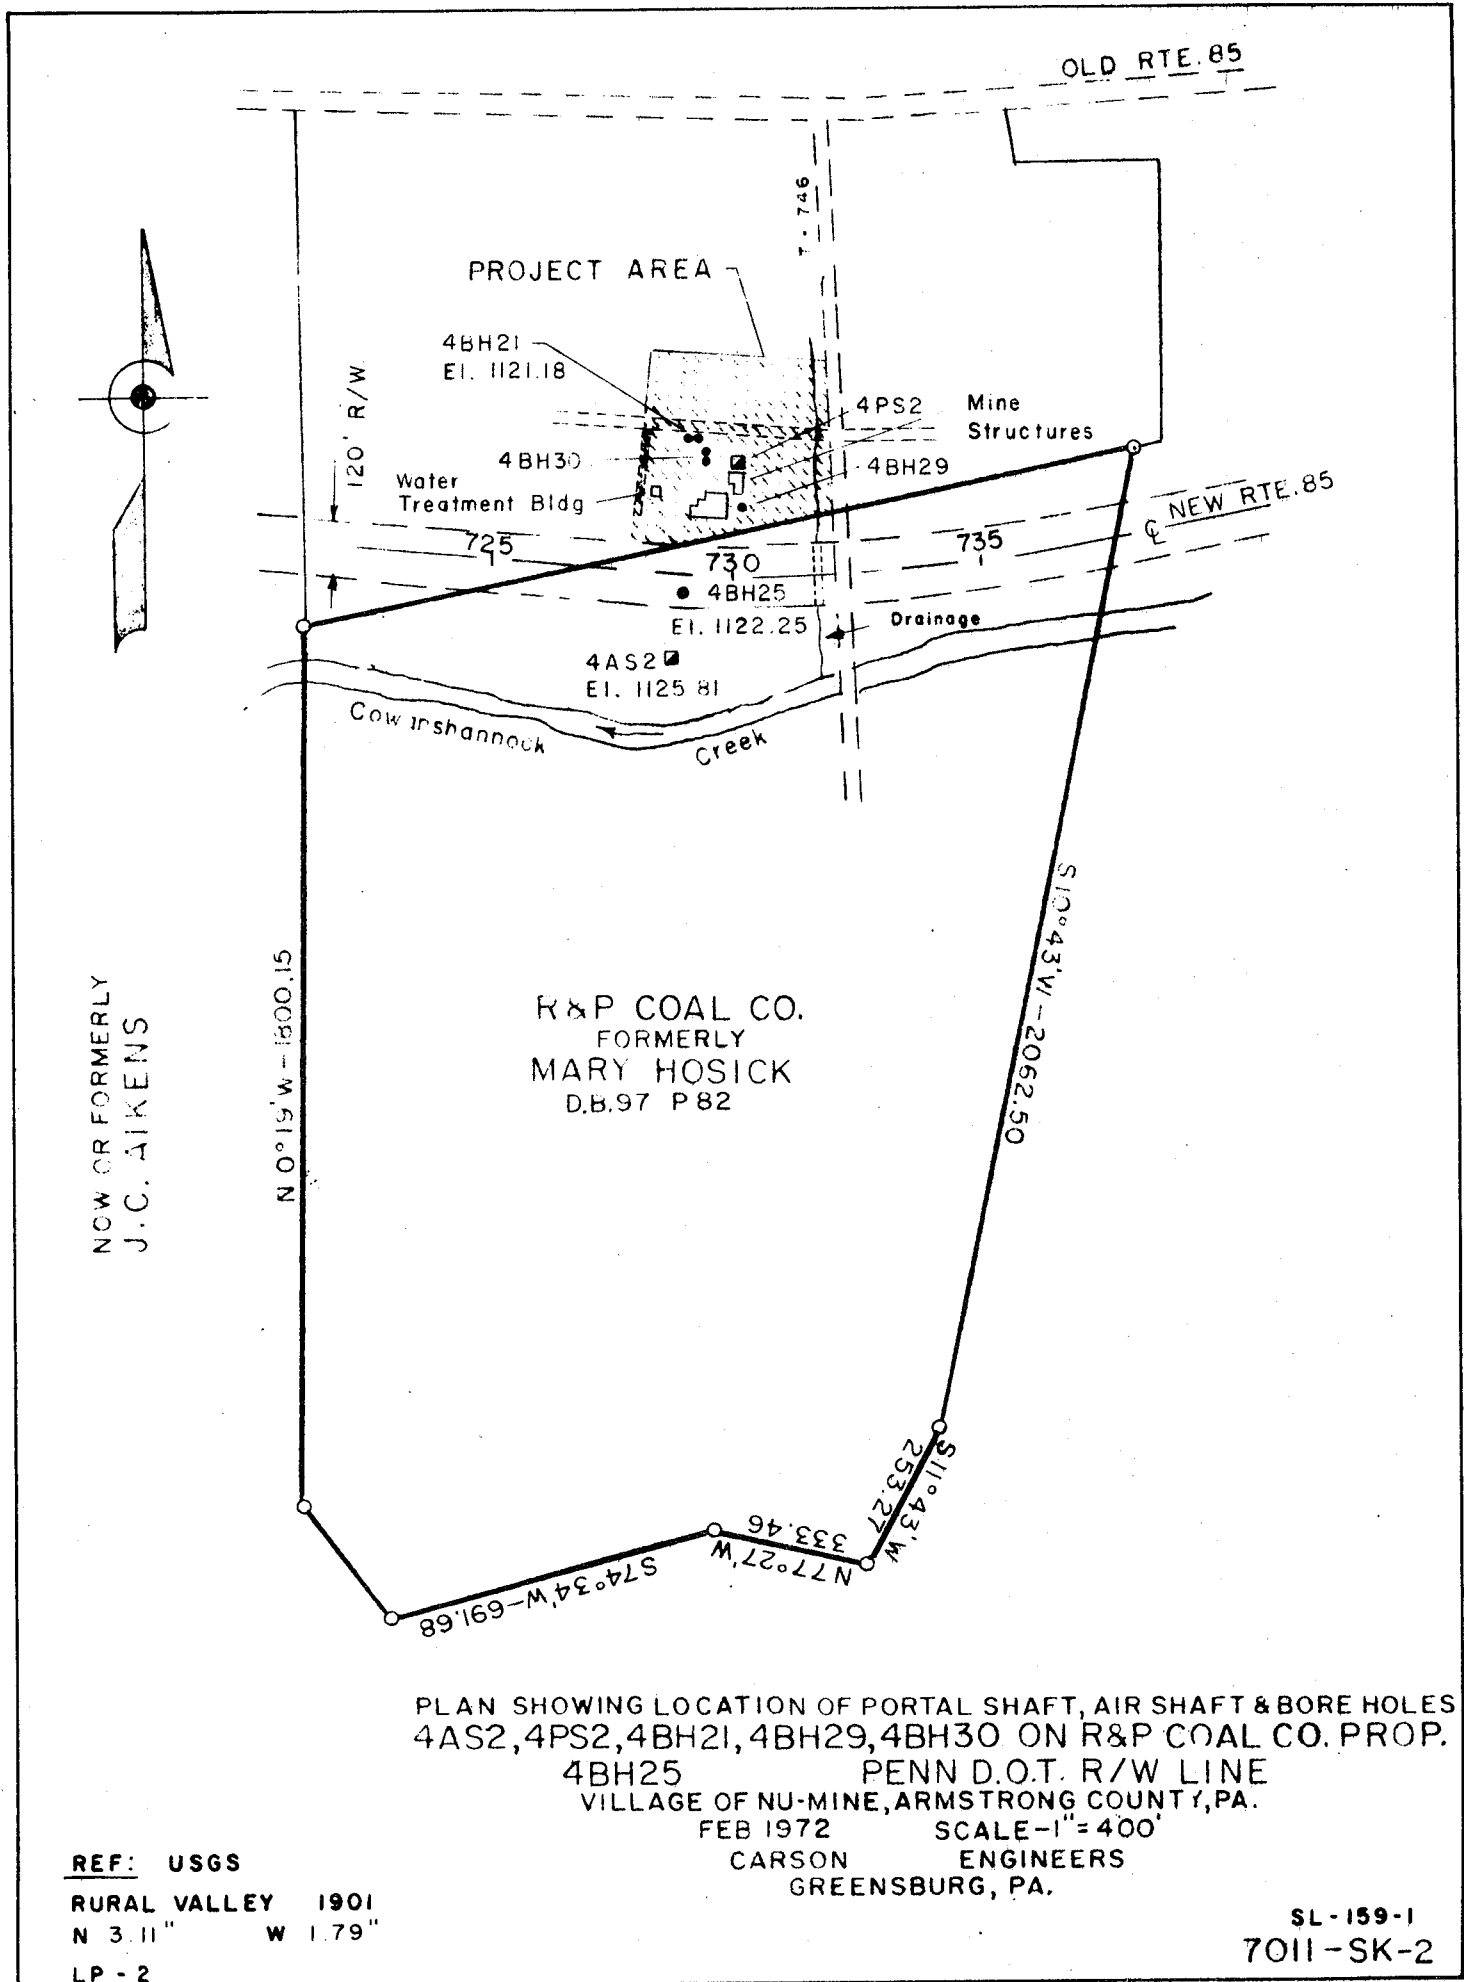 OLD RTE. 85
T-746
PROJECT AREA
4BH21
El. 1121.18
120' R/W
4PS2
Mine
Structures
4BH30
4BH29
Water
Treatment Bldg
NEW RTE. 85
℄
725
730
735
4BH25
El. 1122.25
Drainage
4AS2
El. 1125 81
Cowanshannock
Creek
S 10°43'W-2062.50
N 0°19'W-1800.15
R&P COAL CO.
FORMERLY
MARY HOSICK
D.B.97 P 82
NOW OR FORMERLY
J.C. AIKENS
S11°43'W
253.27
333.46
N77°27'W
S74°34'W-691.68
PLAN SHOWING LOCATION OF PORTAL SHAFT, AIR SHAFT & BORE HOLES
4AS2, 4PS2, 4BH21, 4BH29, 4BH30 ON R&P COAL CO. PROP.
4BH25 PENN D.O.T. R/W LINE
VILLAGE OF NU-MINE, ARMSTRONG COUNTY, PA.
FEB 1972 SCALE-1"=400'
CARSON ENGINEERS
GREENSBURG, PA.
REF: USGS
RURAL VALLEY 1901
N 3.11" W 1.79"
LP - 2
SL-159-1
7011-SK-2